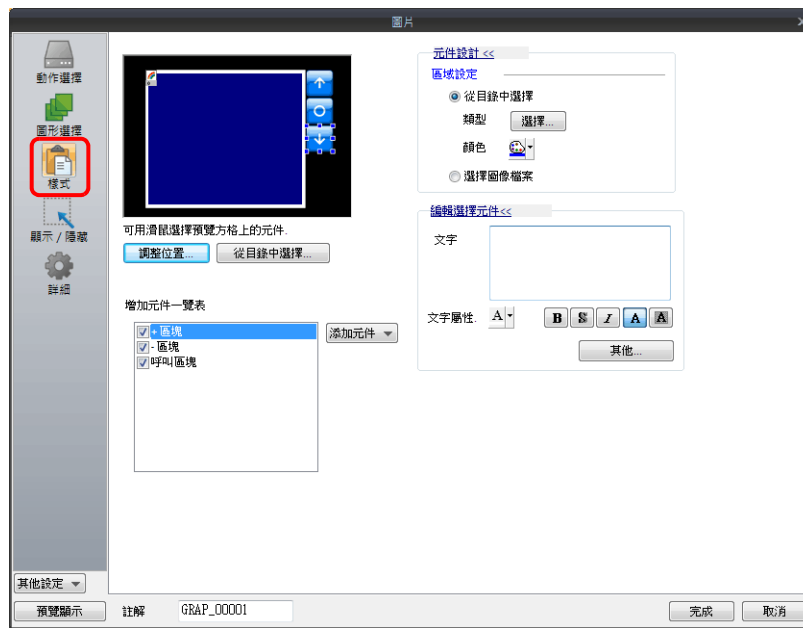 圖片
動作選擇
圖形選擇
樣式
顯示 / 隱藏
詳細
其他設定
預覽顯示
可用滑鼠選擇預覽方格上的元件.
調整位置...
從目錄中選擇...
增加元件一覽表
+ 區塊
- 區塊
呼叫區塊
添加元件
元件設計 <<
區域設定
從目錄中選擇
類型
選擇...
顏色
選擇圖像檔案
編輯選擇元件<<
文字
文字屬性.
A
B S I A A
其他...
註解
GRAP_00001
完成
取消